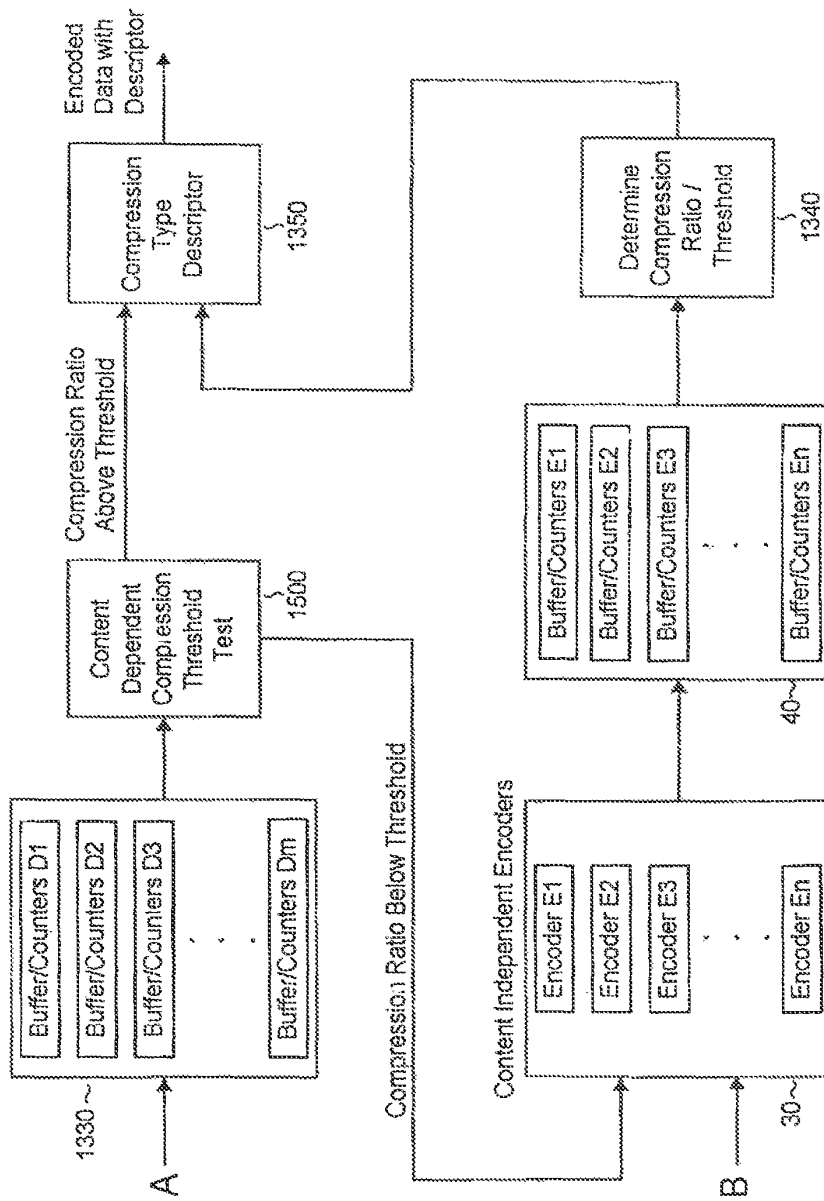 A
1330
Buffer/Counters D1
Buffer/Counters D2
Buffer/Counters D3
. . .
Buffer/Counters Dm
Content
Dependent
Compression
Threshold
Test
1500
Compression Ratio
Above Threshold
Compression
Type
Descriptor
1350
Encoded
Data with
Descriptor
Compression Ratio Below Threshold
B
Content Independent Encoders
Encoder E1
Encoder E2
Encoder E3
. . .
Encoder En
30
Buffer/Counters E1
Buffer/Counters E2
Buffer/Counters E3
. . .
Buffer/Counters En
40
Determine
Compression
Ratio /
Threshold
1340